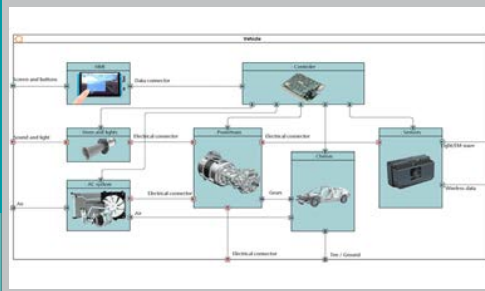 Vehicle
HMI
Controller
Screen and buttons
Data connector
Horn and lights
Powertrain
Sensors
Sound and light
Electrical connector
Electrical connector
Light/EM wave
Chassis
AC system
Electrical connector
Gears
Wireless data
Air
Air
Electrical connector
Tire / Ground